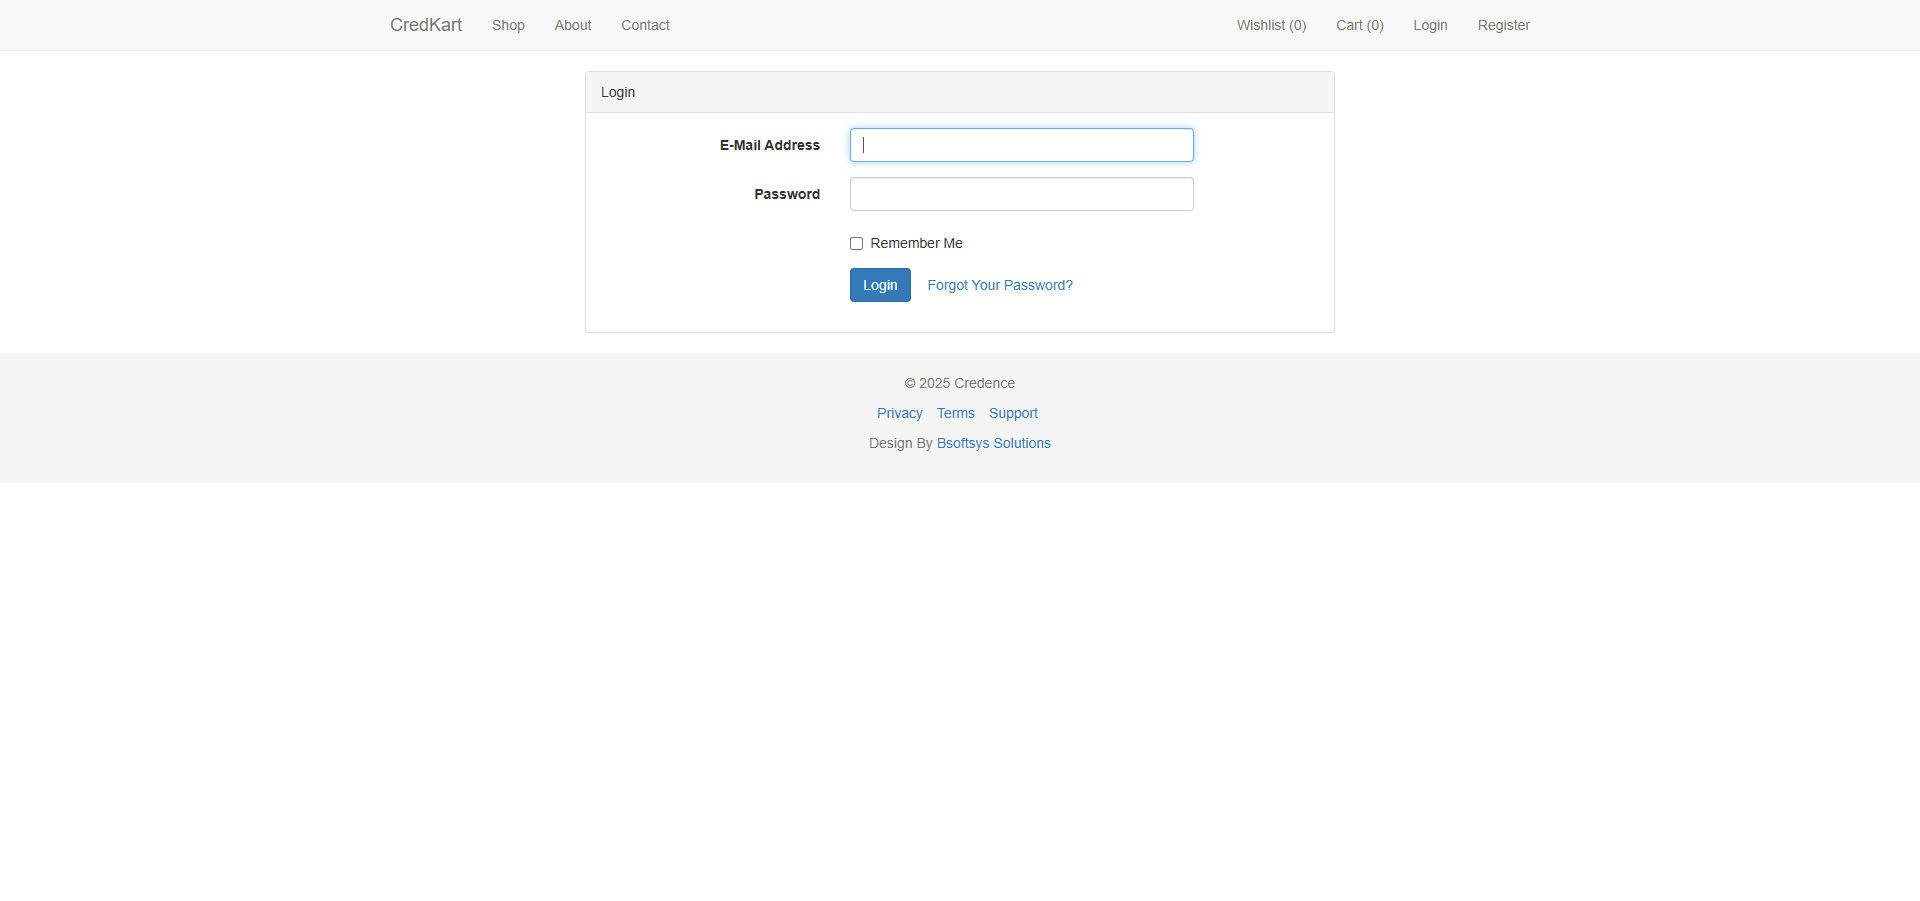 CredKart Shop About Contact Wishlist (0) Cart (0) Login Register
Login
E-Mail Address
Password
Remember Me
Login Forgot Your Password?
© 2025 Credence
Privacy Terms Support
Design By Bsoftsys Solutions